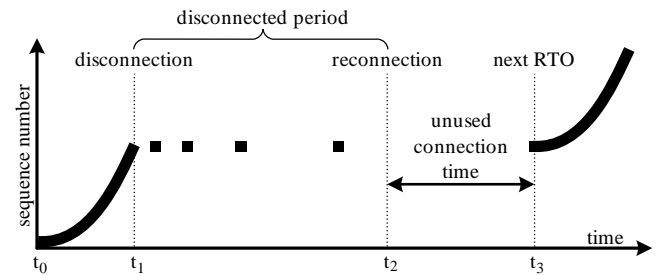 disconnected period
disconnection
reconnection
next RTO
sequence number
unused
connection
time
time
t0
t1
t2
t3